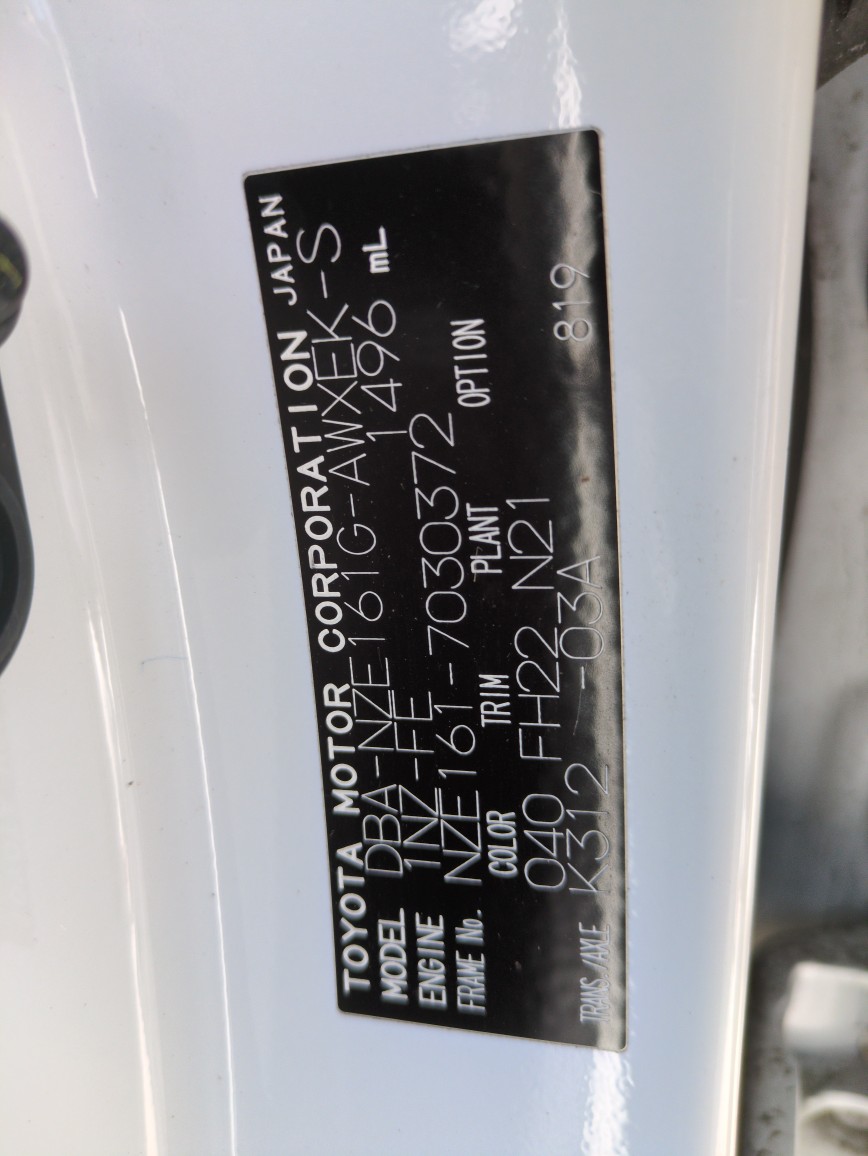 TOYOTA MOTOR CORPORATION JAPAN
MODEL DBA-NZE161G-AWXEK-S
ENGINE 1NZ-FE 1496 mL
FRAME No. NZE161-7030372
COLOR TRIM PLANT OPTION
040 FH22 N21
TRANS/AXLE K312 -03A 819